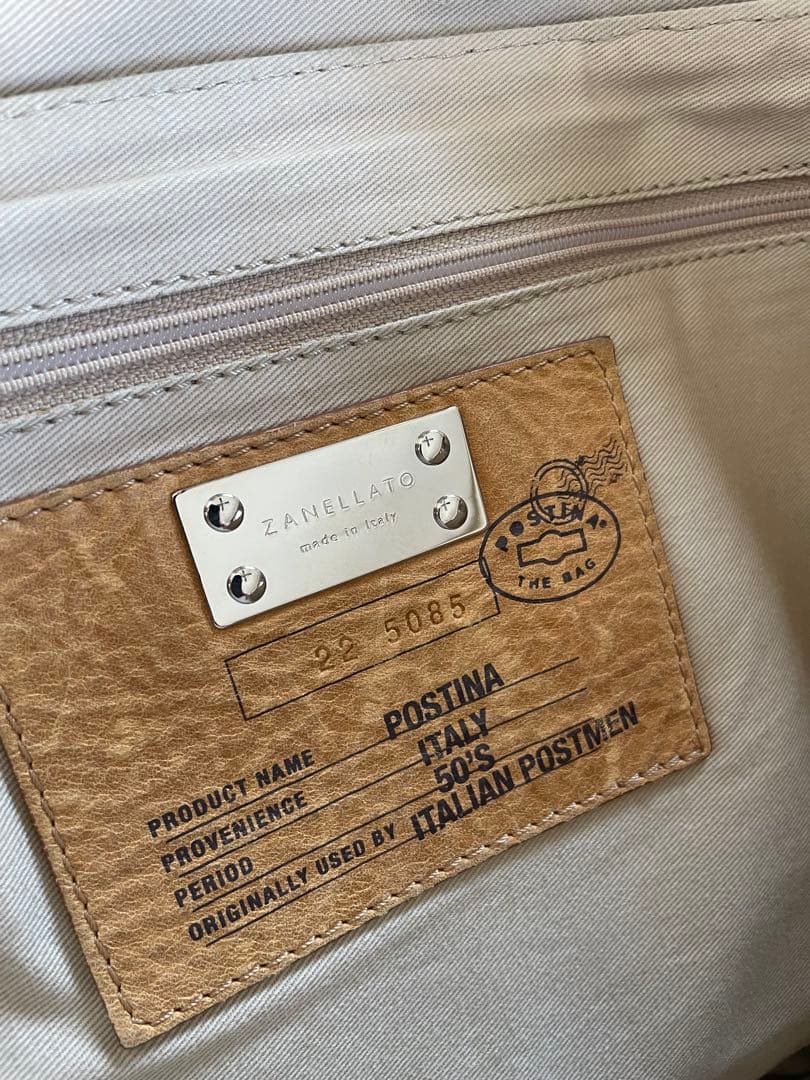 ZANELLATO
made in Italy
POSTINA®
THE BAG
22 5085
PRODUCT NAME POSTINA
PROVENIENCE ITALY
PERIOD 50'S
ORIGINALLY USED BY ITALIAN POSTMEN